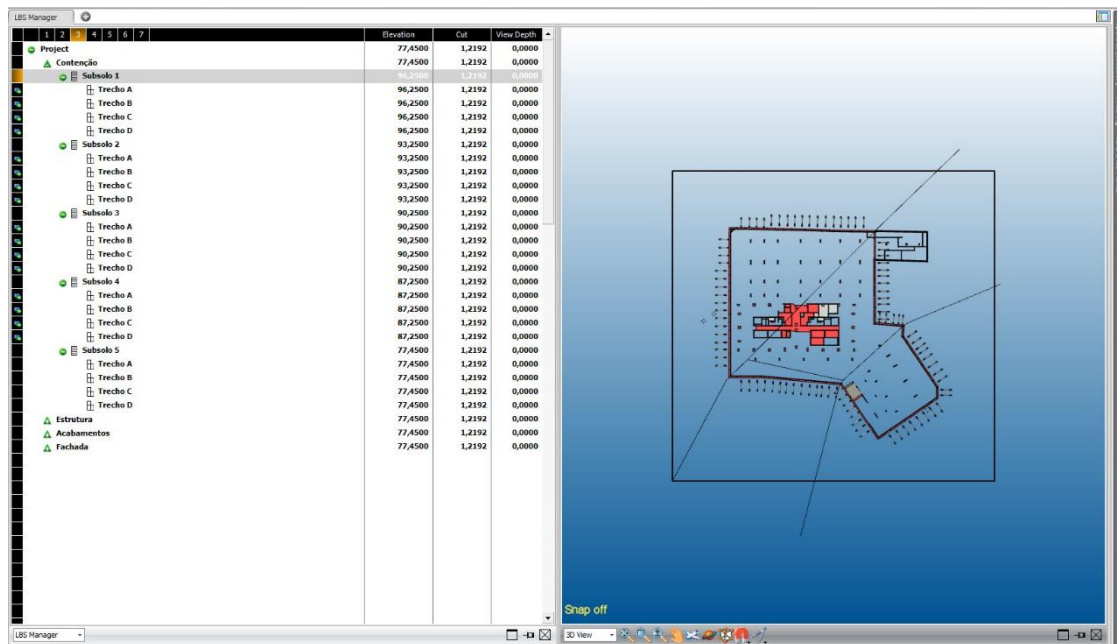 LBS Manager
1 2 3 4 5 6 7 Elevation Cut View Depth
Project 77,4500 1,2192 0,0000
Contenção 77,4500 1,2192 0,0000
Subsolo 1 96,2500 1,2192 0,0000
Trecho A 96,2500 1,2192 0,0000
Trecho B 96,2500 1,2192 0,0000
Trecho C 96,2500 1,2192 0,0000
Trecho D 96,2500 1,2192 0,0000
Subsolo 2 93,2500 1,2192 0,0000
Trecho A 93,2500 1,2192 0,0000
Trecho B 93,2500 1,2192 0,0000
Trecho C 93,2500 1,2192 0,0000
Trecho D 93,2500 1,2192 0,0000
Subsolo 3 90,2500 1,2192 0,0000
Trecho A 90,2500 1,2192 0,0000
Trecho B 90,2500 1,2192 0,0000
Trecho C 90,2500 1,2192 0,0000
Trecho D 90,2500 1,2192 0,0000
Subsolo 4 87,2500 1,2192 0,0000
Trecho A 87,2500 1,2192 0,0000
Trecho B 87,2500 1,2192 0,0000
Trecho C 87,2500 1,2192 0,0000
Trecho D 87,2500 1,2192 0,0000
Subsolo 5 77,4500 1,2192 0,0000
Trecho A 77,4500 1,2192 0,0000
Trecho B 77,4500 1,2192 0,0000
Trecho C 77,4500 1,2192 0,0000
Trecho D 77,4500 1,2192 0,0000
Estrutura 77,4500 1,2192 0,0000
Acabamentos 77,4500 1,2192 0,0000
Fachada 77,4500 1,2192 0,0000
Snap off
LBS Manager
3D View